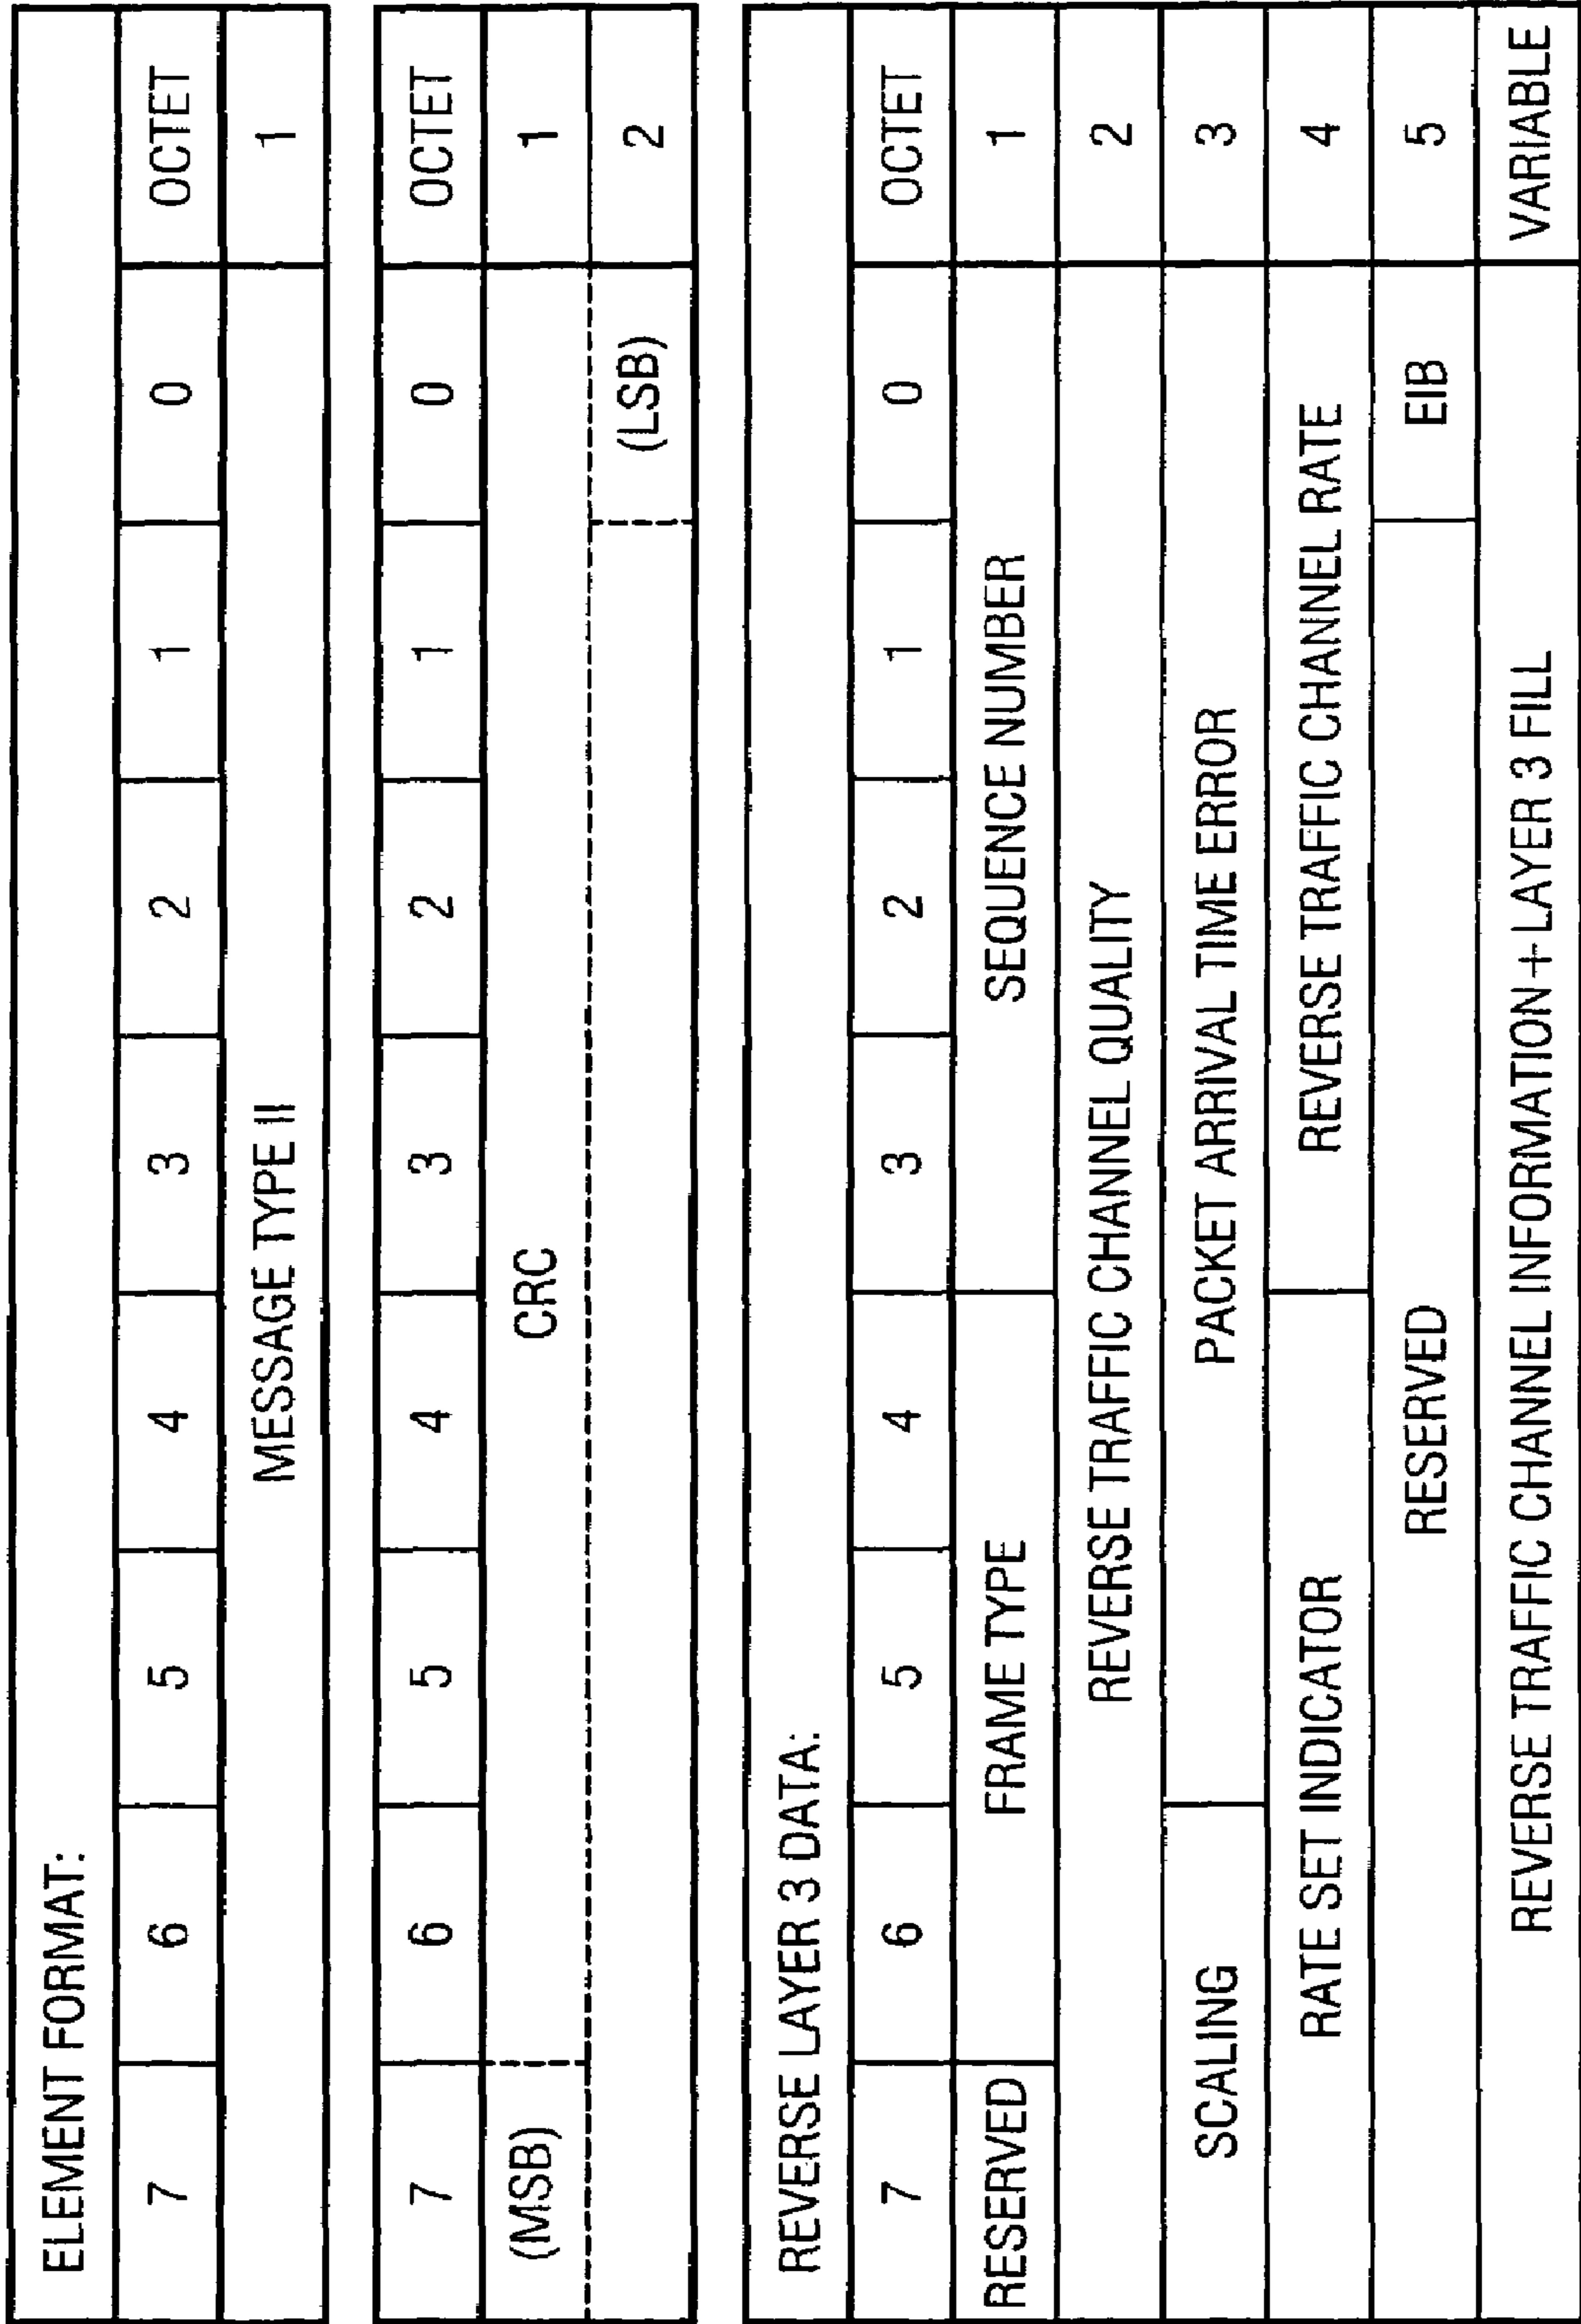 ELEMENT FORMAT:
7 6 5 4 3 2 1 0 OCTET
MESSAGE TYPE II 1
7 6 5 4 3 2 1 0 OCTET
(MSB) CRC 1
(LSB) 2
REVERSE LAYER 3 DATA:
7 6 5 4 3 2 1 0 OCTET
RESERVED FRAME TYPE SEQUENCE NUMBER 1
REVERSE TRAFFIC CHANNEL QUALITY 2
SCALING PACKET ARRIVAL TIME ERROR 3
RATE SET INDICATOR REVERSE TRAFFIC CHANNEL RATE 4
RESERVED EIB 5
REVERSE TRAFFIC CHANNEL INFORMATION + LAYER 3 FILL VARIABLE